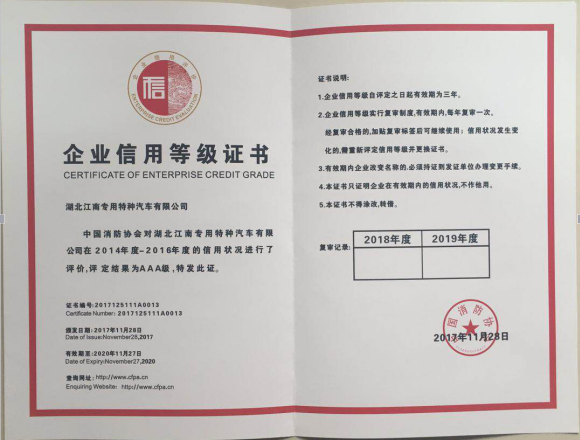 企业信用评价
信
ENTERPRISE CREDIT EVALUATION
企业信用等级证书
CERTIFICATE OF ENTERPRISE CREDIT GRADE
湖北江南专用特种汽车有限公司
中国消防协会对湖北江南专用特种汽车有限
公司在2014年度-2016年度的信用状况进行了
评价,评定结果为AAA级,特发此证。
证书编号:2017125111A0013
Certificate Number: 2017125111A0013
颁发日期:2017年11月28日
Date of Issue:November28,2017
有效期至:2020年11月27日
Date of Expiry:November27,2020
查询网址: http://www.cfpa.cn
Enquiring Website: http://www.cfpa.cn
证书说明:
1.企业信用等级自评定之日起有效期为三年。
2.企业信用等级实行复审制度,有效期内,每年复审一次。
经复审合格的,加贴复审标签后可继续使用;信用状况发生变
化的,需重新评定信用等级并更换证书。
3.有效期内企业改变名称的,必须持证到发证单位办理变更手续。
4.本证书只证明企业在有效期内的信用状况,不作他用。
5.本证书不得涂改,转借。
复审记录:
2018年度 2019年度
中国消防协会
2017年11月28日